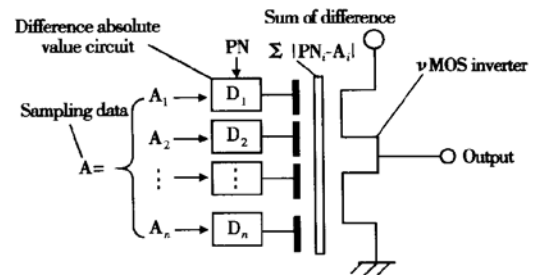 Sum of difference
Difference absolute
value circuit
PN
Σ |PNᵢ-Aᵢ|
ν MOS inverter
A₁
D₁
Sampling data
A₂
D₂
A=
⋮
⋮
Output
Aₙ
Dₙ